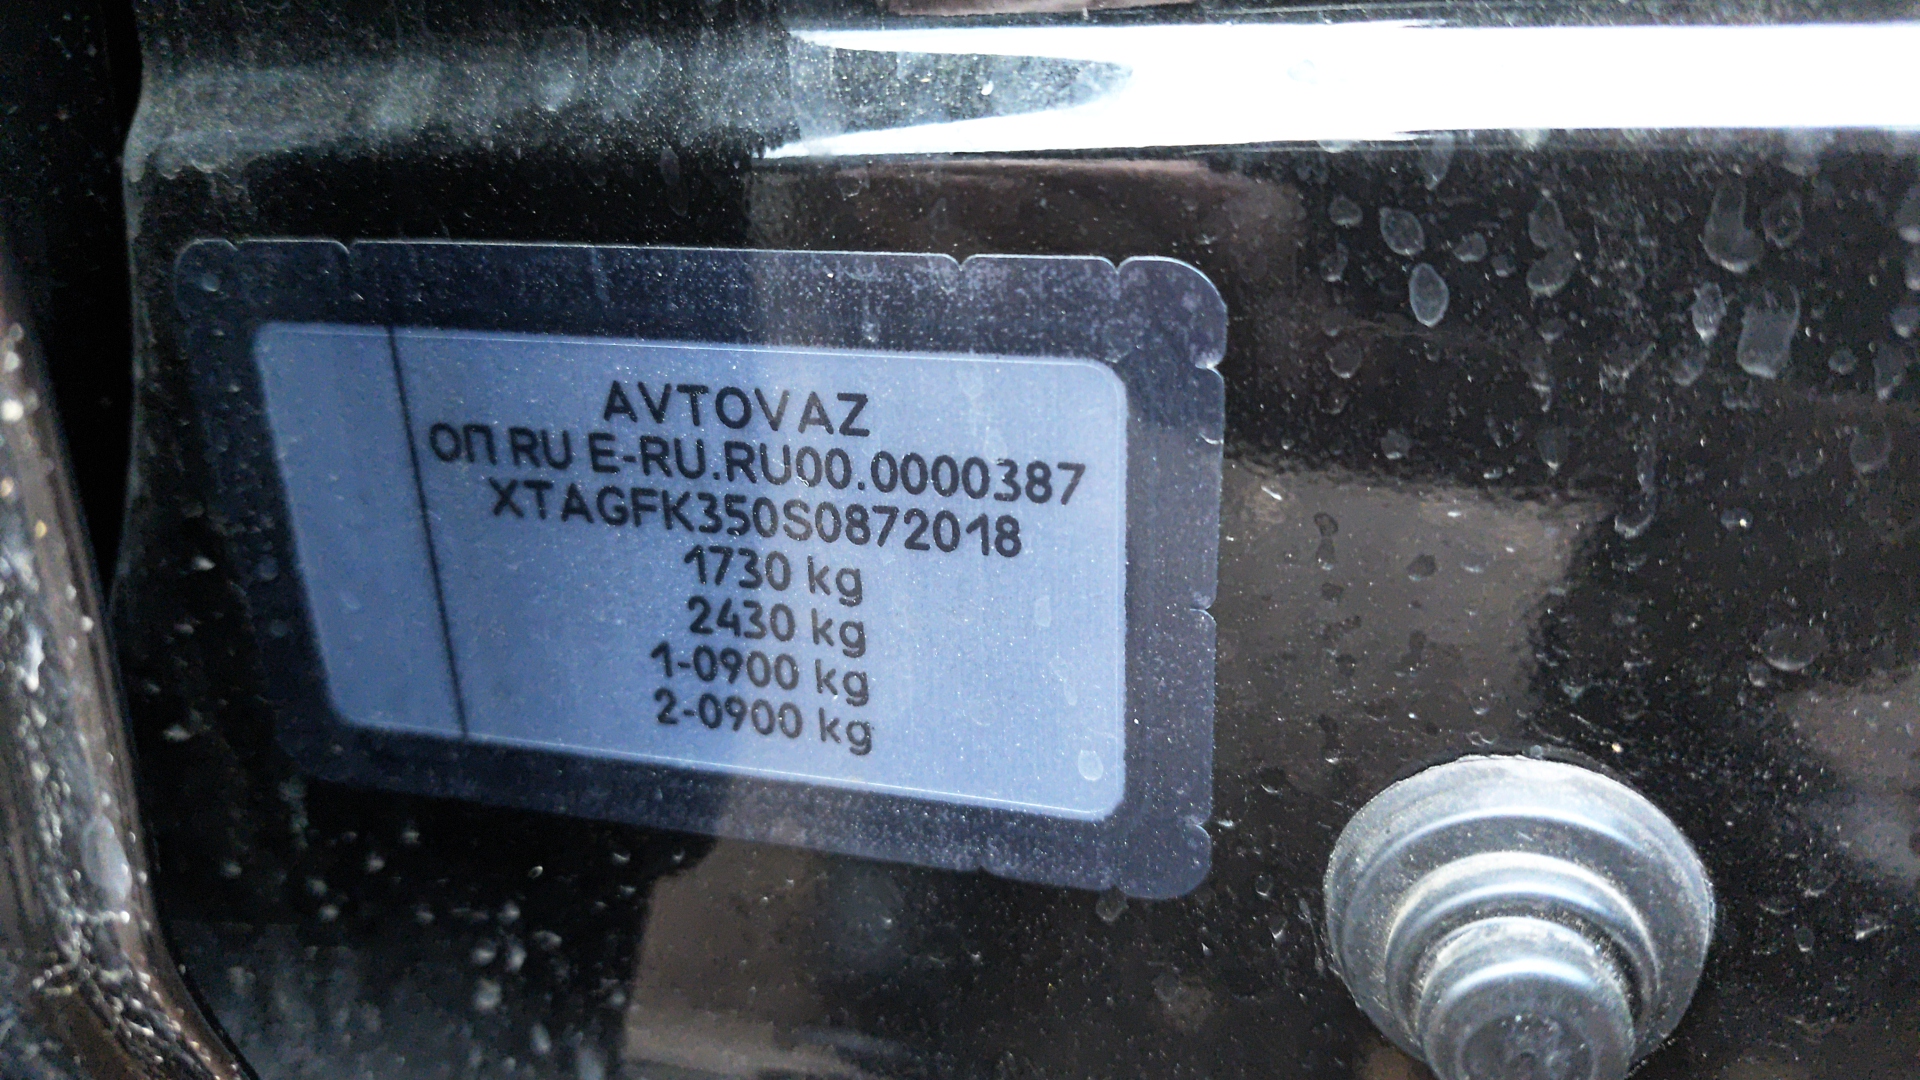 AVTOVAZ
ОП RU E-RU.RU00.0000387
XTAGFK350S0872018
1730 kg
2430 kg
1-0900 kg
2-0900 kg